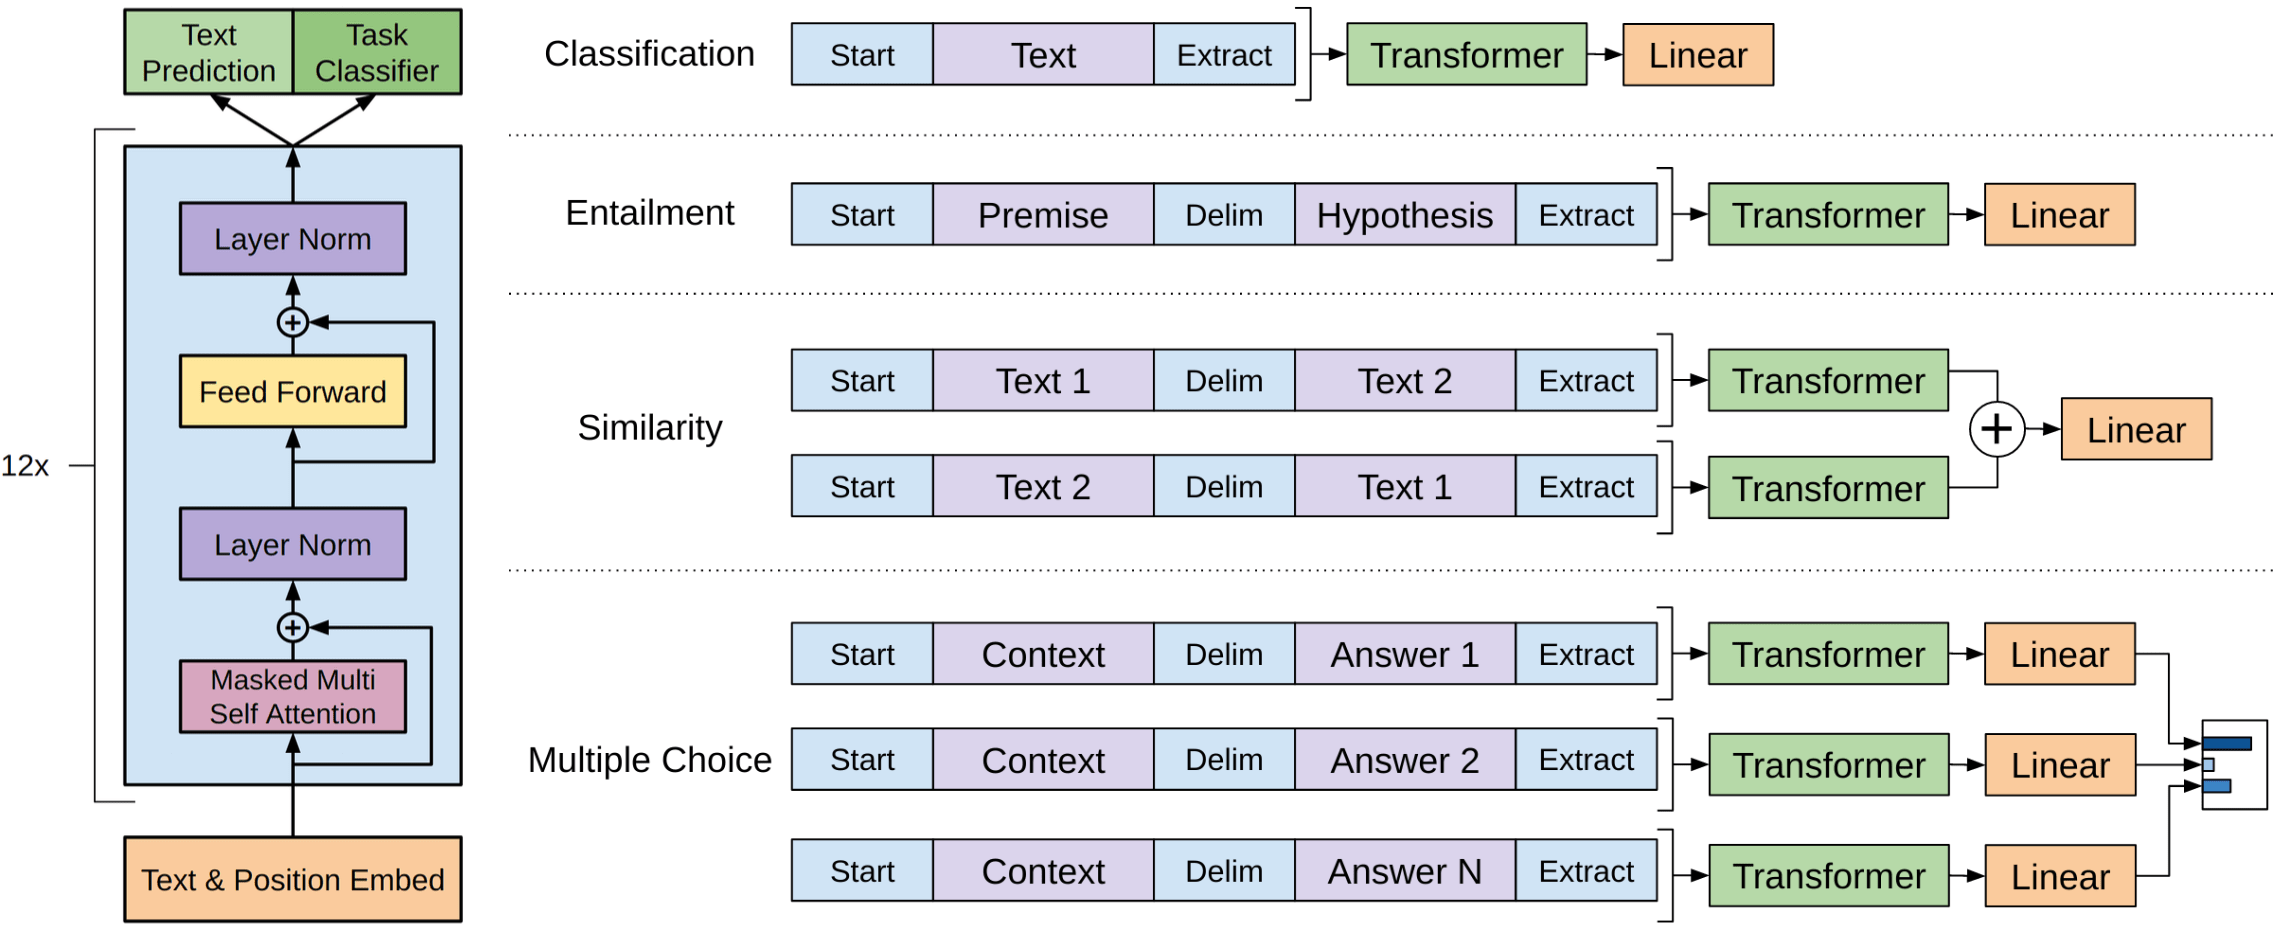 Text
Prediction
Task
Classifier
12x
Layer Norm
+
Feed Forward
Layer Norm
+
Masked Multi
Self Attention
Text & Position Embed
Classification
Start Text Extract Transformer Linear
Entailment
Start Premise Delim Hypothesis Extract Transformer Linear
Similarity
Start Text 1 Delim Text 2 Extract Transformer
+ Linear
Start Text 2 Delim Text 1 Extract Transformer
Multiple Choice
Start Context Delim Answer 1 Extract Transformer Linear
Start Context Delim Answer 2 Extract Transformer Linear
Start Context Delim Answer N Extract Transformer Linear